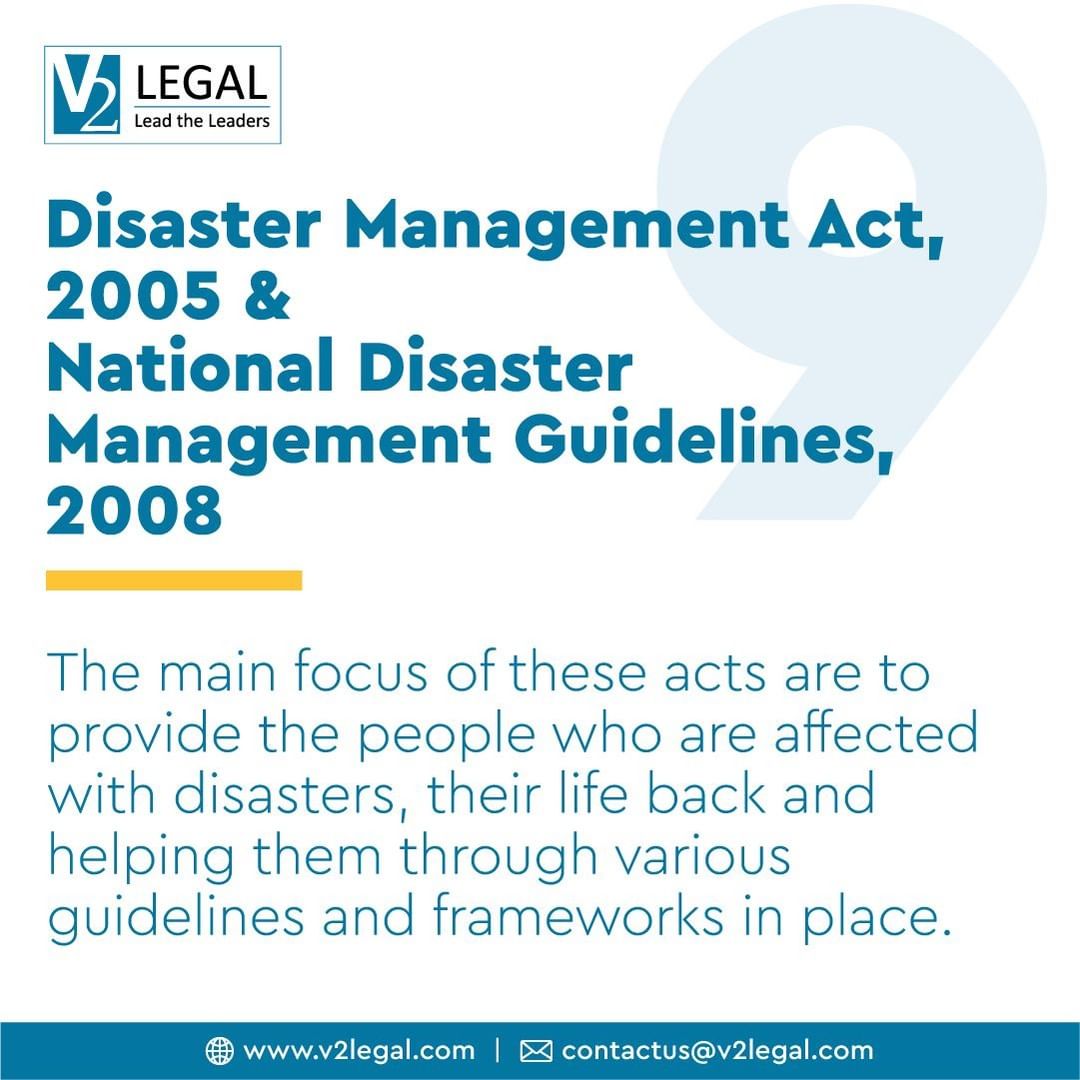 V2
LEGAL
Lead the Leaders
9
Disaster Management Act,
2005 &
National Disaster
Management Guidelines,
2008
The main focus of these acts are to
provide the people who are affected
with disasters, their life back and
helping them through various
guidelines and frameworks in place.
www.v2legal.com | contactus@v2legal.com